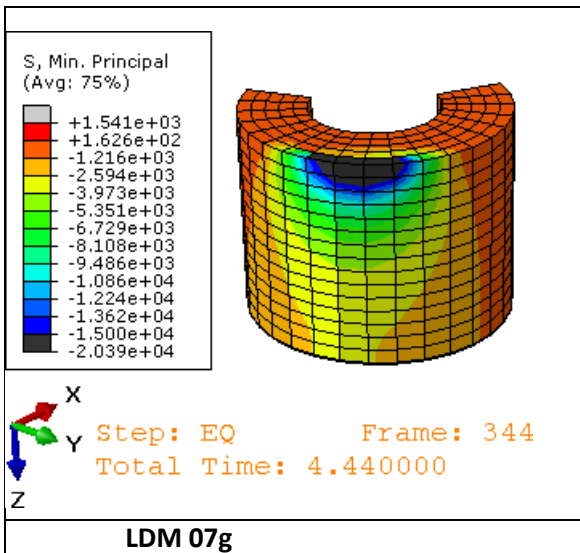 S, Min. Principal
(Avg: 75%)
+1.541e+03
+1.626e+02
-1.216e+03
-2.594e+03
-3.973e+03
-5.351e+03
-6.729e+03
-8.108e+03
-9.486e+03
-1.086e+04
-1.224e+04
-1.362e+04
-1.500e+04
-2.039e+04
X
Y
Z
Step: EQ Frame: 344
Total Time: 4.440000
LDM 07g